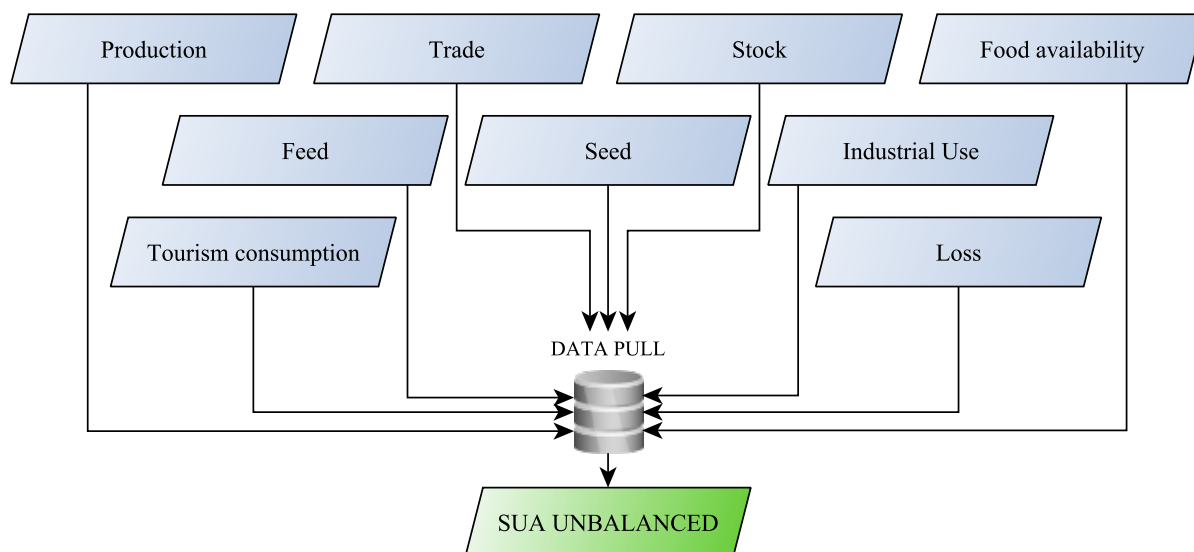 Production
Trade
Stock
Food availability
Feed
Seed
Industrial Use
Tourism consumption
Loss
DATA PULL
SUA UNBALANCED